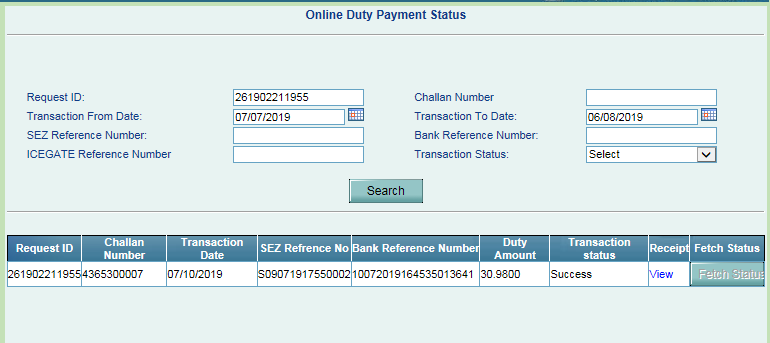 Online Duty Payment Status
Request ID: 261902211955 Challan Number
Transaction From Date: 07/07/2019 Transaction To Date: 06/08/2019
SEZ Reference Number: Bank Reference Number:
ICEGATE Reference Number Transaction Status: Select
Search
Request ID Challan Number Transaction Date SEZ Refrence No Bank Reference Number Duty Amount Transaction status Receipt Fetch Status
261902211955 4365300007 07/10/2019 S09071917550002 10072019164535013641 30.9800 Success View Fetch Status